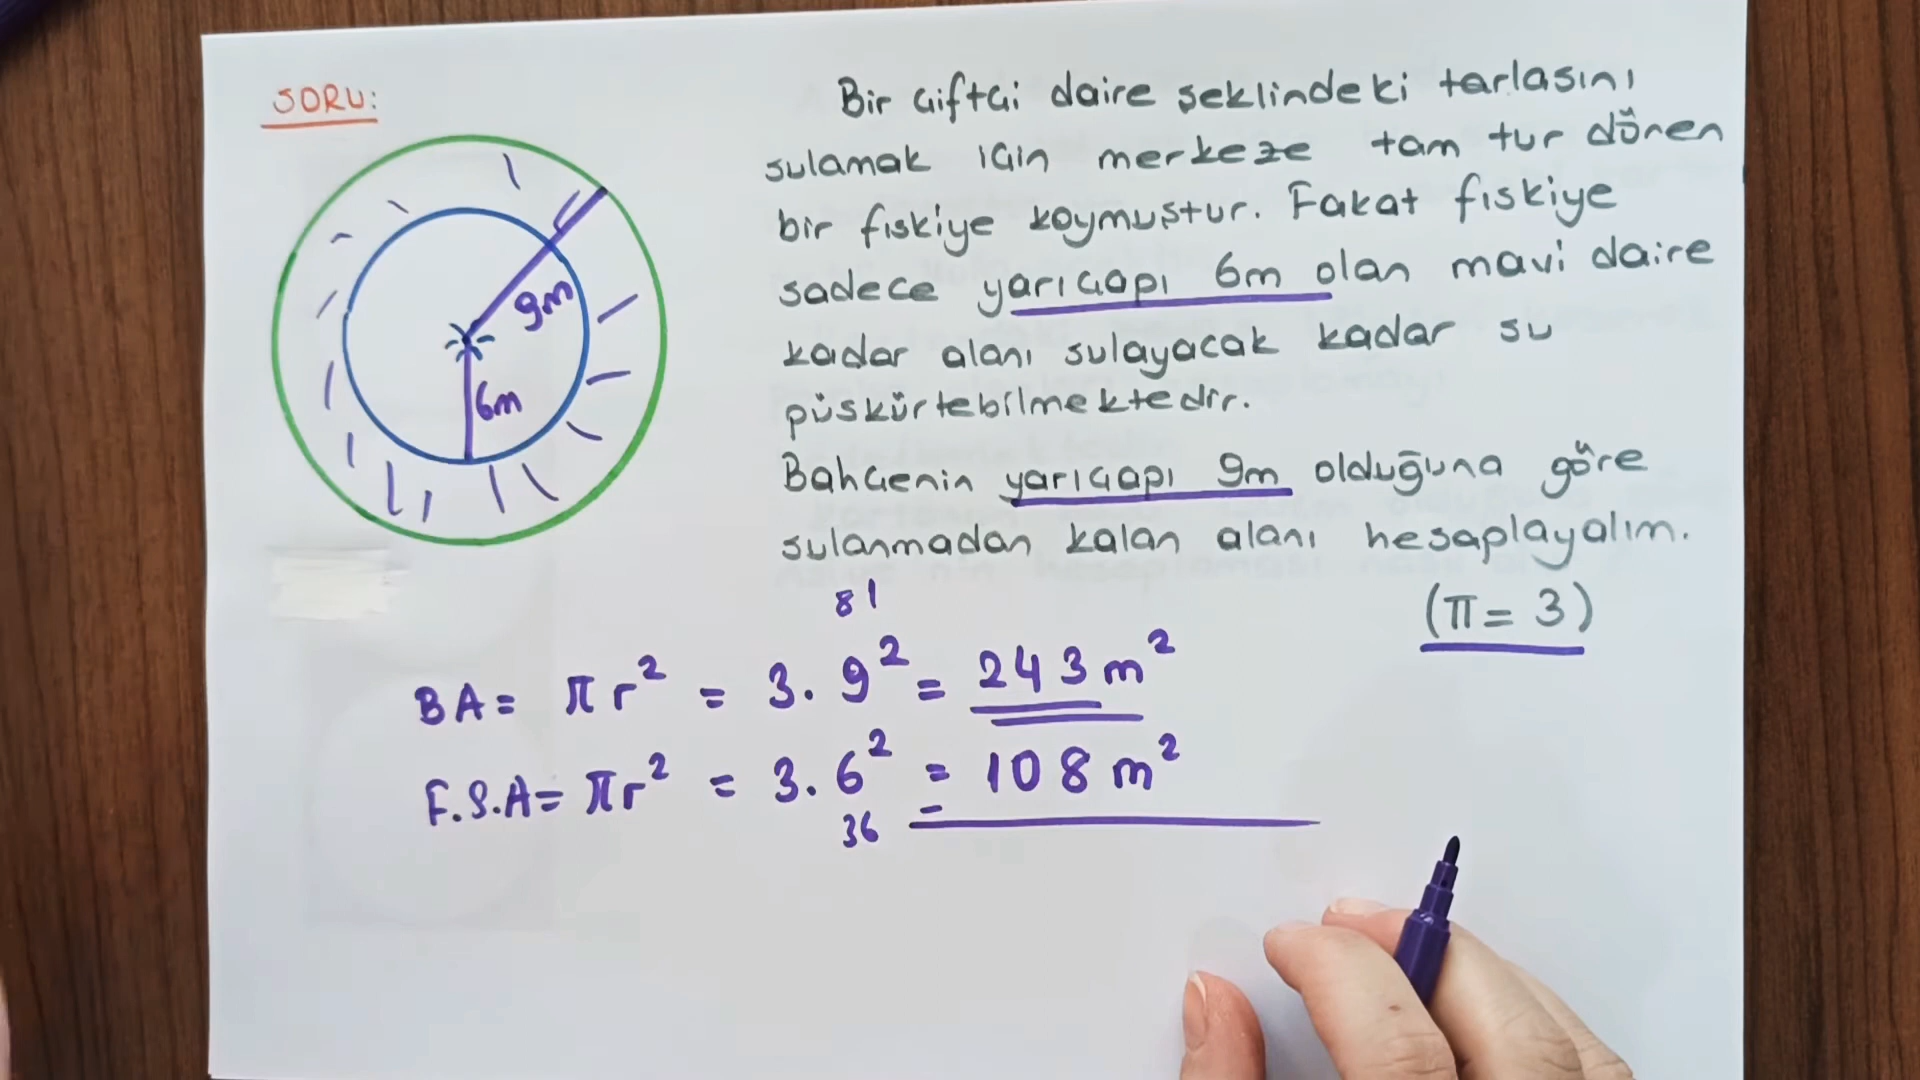 SORU:
Bir çiftçi daire şeklindeki tarlasını
sulamak için merkeze tam tur dönen
bir fıskiye koymuştur. Fakat fıskiye
sadece yarıçapı 6m olan mavi daire
kadar alanı sulayacak kadar su
püskürtebilmektedir.
Bahçenin yarıçapı 9m olduğuna göre
sulanmadan kalan alanı hesaplayalım.
(π = 3)
9m
6m
81
BA = πr² = 3.9² = 243 m²
F.S.A = πr² = 3.6² = 108 m²
36 -